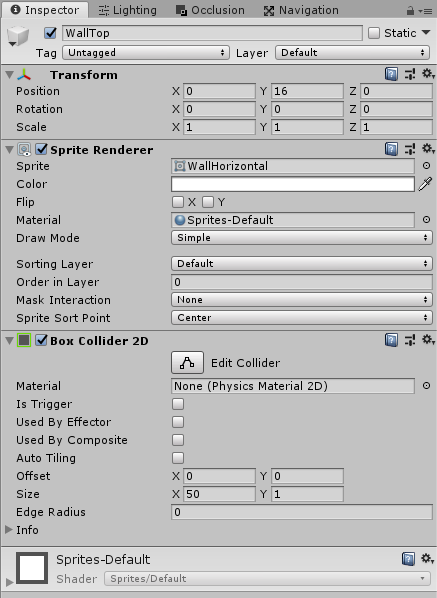 Inspector Lighting Occlusion Navigation
WallTop Static
Tag Untagged Layer Default
Transform
Position X 0 Y 16 Z 0
Rotation X 0 Y 0 Z 0
Scale X 1 Y 1 Z 1
Sprite Renderer
Sprite WallHorizontal
Color
Flip X Y
Material Sprites-Default
Draw Mode Simple
Sorting Layer Default
Order in Layer 0
Mask Interaction None
Sprite Sort Point Center
Box Collider 2D
Edit Collider
Material None (Physics Material 2D)
Is Trigger
Used By Effector
Used By Composite
Auto Tiling
Offset X 0 Y 0
Size X 50 Y 1
Edge Radius 0
Info
Sprites-Default
Shader Sprites/Default